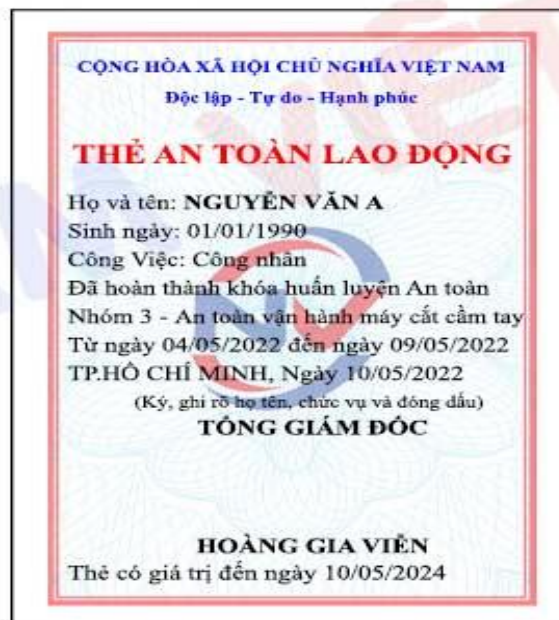 CỘNG HÒA XÃ HỘI CHỦ NGHĨA VIỆT NAM
Độc lập - Tự do - Hạnh phúc
THẺ AN TOÀN LAO ĐỘNG
Họ và tên: NGUYỄN VĂN A
Sinh ngày: 01/01/1990
Công Việc: Công nhân
Đã hoàn thành khóa huấn luyện An toàn
Nhóm 3 - An toàn vận hành máy cắt cầm tay
Từ ngày 04/05/2022 đến ngày 09/05/2022
TP.HỒ CHÍ MINH, Ngày 10/05/2022
(Ký, ghi rõ họ tên, chức vụ và đóng dấu)
TỔNG GIÁM ĐỐC
HOÀNG GIA VIÊN
Thẻ có giá trị đến ngày 10/05/2024